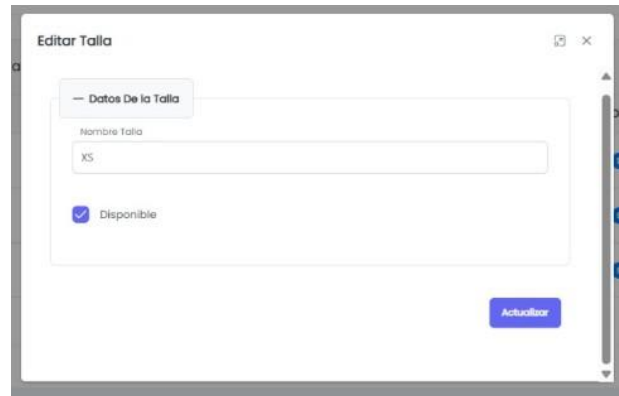 Editar Talla
— Datos De la Talla
Nombre Talla
XS
Disponible
Actualizar